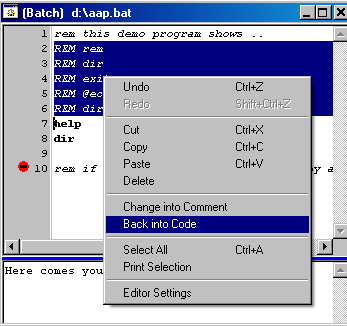 (Batch) d:\aap.bat
1 rem this demo program shows ..
2 REM rem
3 REM dir
4 REM exi
5 REM @ec
6 REM dir
7 help
8 dir
9
10 rem if
Undo Ctrl+Z
Redo Shift+Ctrl+Z
Cut Ctrl+X
Copy Ctrl+C
Paste Ctrl+V
Delete
Change into Comment
Back into Code
Select All Ctrl+A
Print Selection
Editor Settings
Here comes you